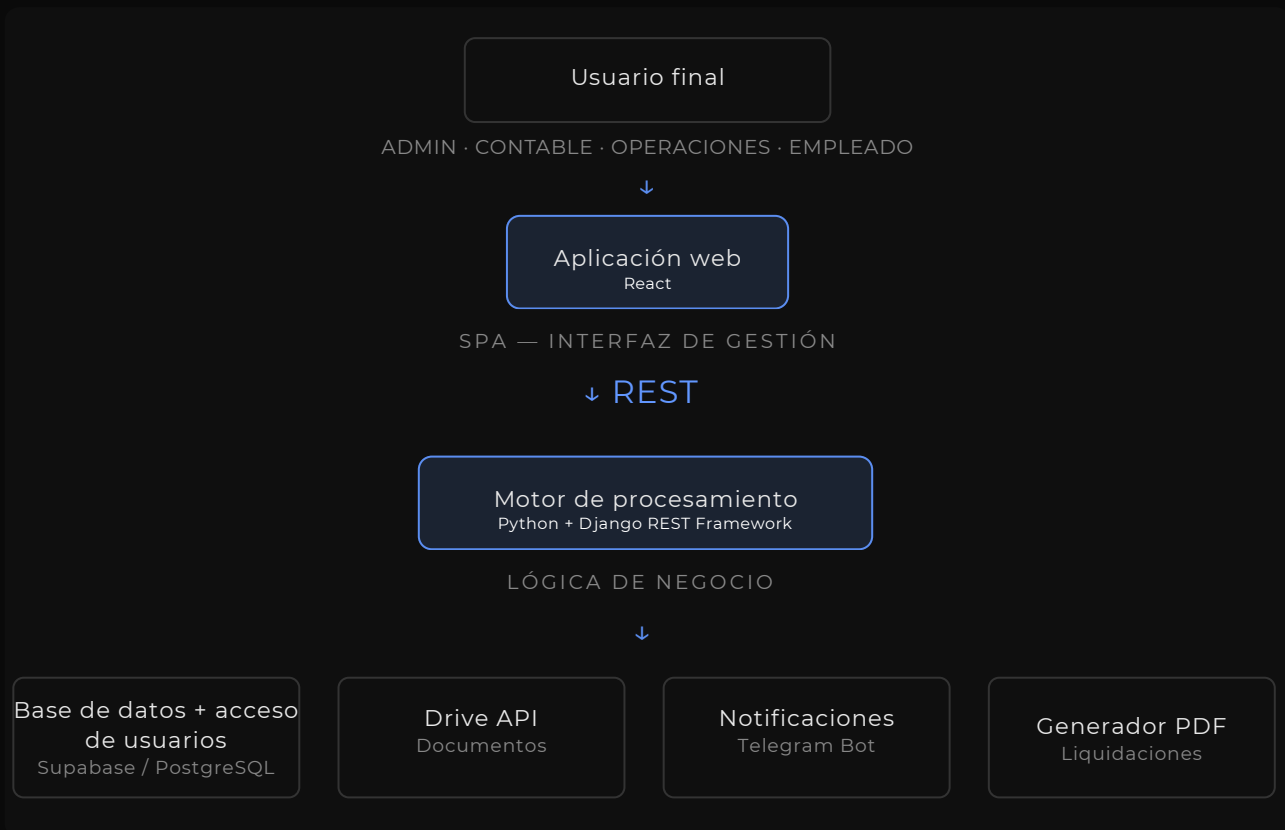 Usuario final
ADMIN · CONTABLE · OPERACIONES · EMPLEADO
↓
Aplicación web
React
SPA — INTERFAZ DE GESTIÓN
↓ REST
Motor de procesamiento
Python + Django REST Framework
LÓGICA DE NEGOCIO
↓
Base de datos + acceso
de usuarios
Supabase / PostgreSQL
Drive API
Documentos
Notificaciones
Telegram Bot
Generador PDF
Liquidaciones